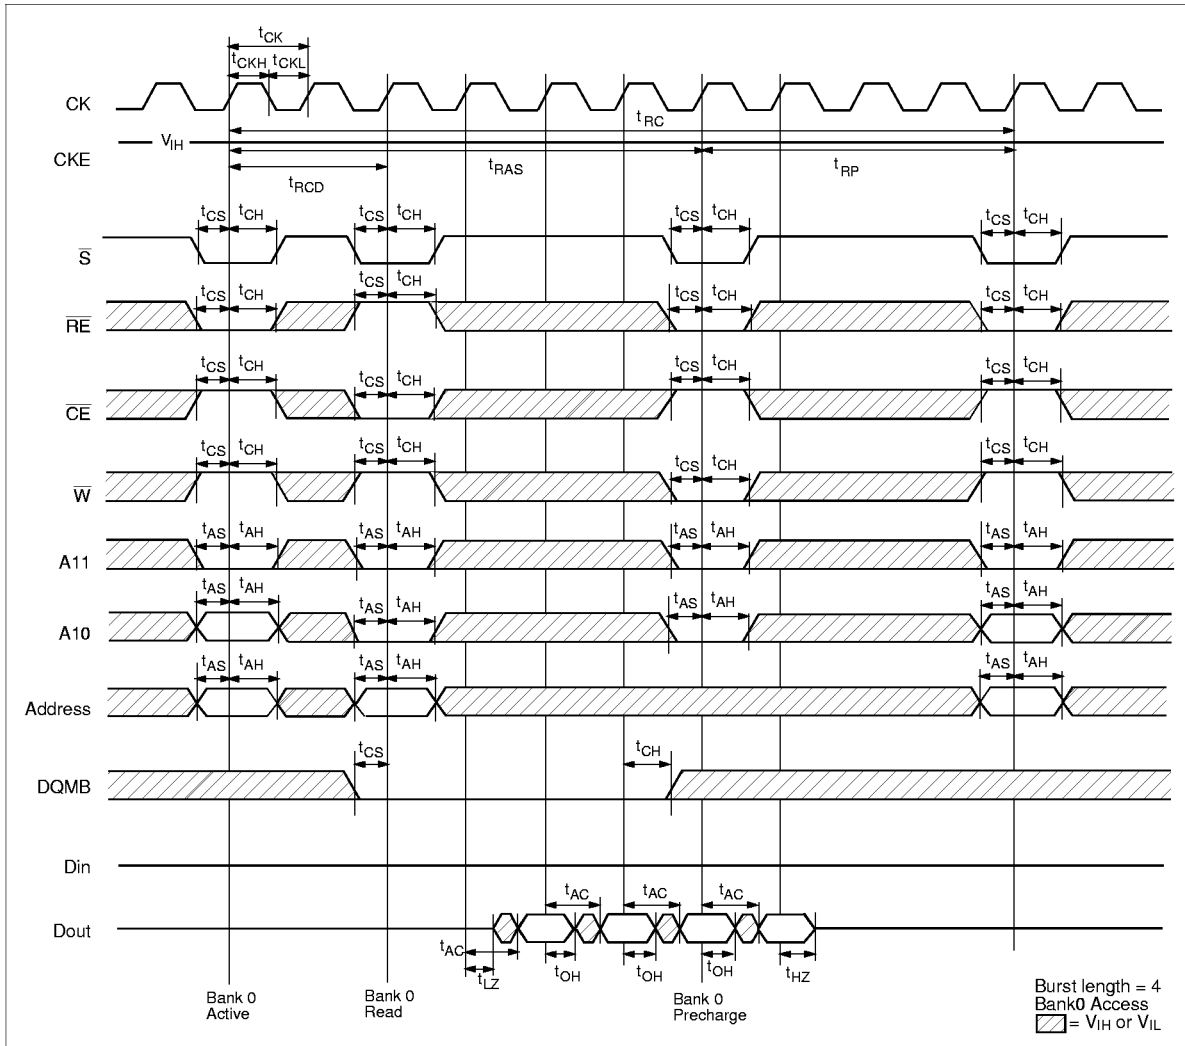 tCK
tCKH tCKL
CK
tRC
VIH
CKE
tRAS
tRP
tRCD
tCS tCH tCS tCH tCS tCH tCS tCH
S
tCS tCH tCS tCH tCS tCH tCS tCH
RE
tCS tCH tCS tCH tCS tCH tCS tCH
CE
tCS tCH tCS tCH tCS tCH tCS tCH
W
tAS tAH tAS tAH tAS tAH tAS tAH
A11
tAS tAH tAS tAH tAS tAH tAS tAH
A10
tAS tAH tAS tAH tAS tAH
Address
tCS tCH
DQMB
Din
tAC tAC tAC
Dout
tAC
tLZ tOH tOH tOH tHZ
Bank 0
Active
Bank 0
Read
Bank 0
Precharge
Burst length = 4
Bank0 Access
= VIH or VIL